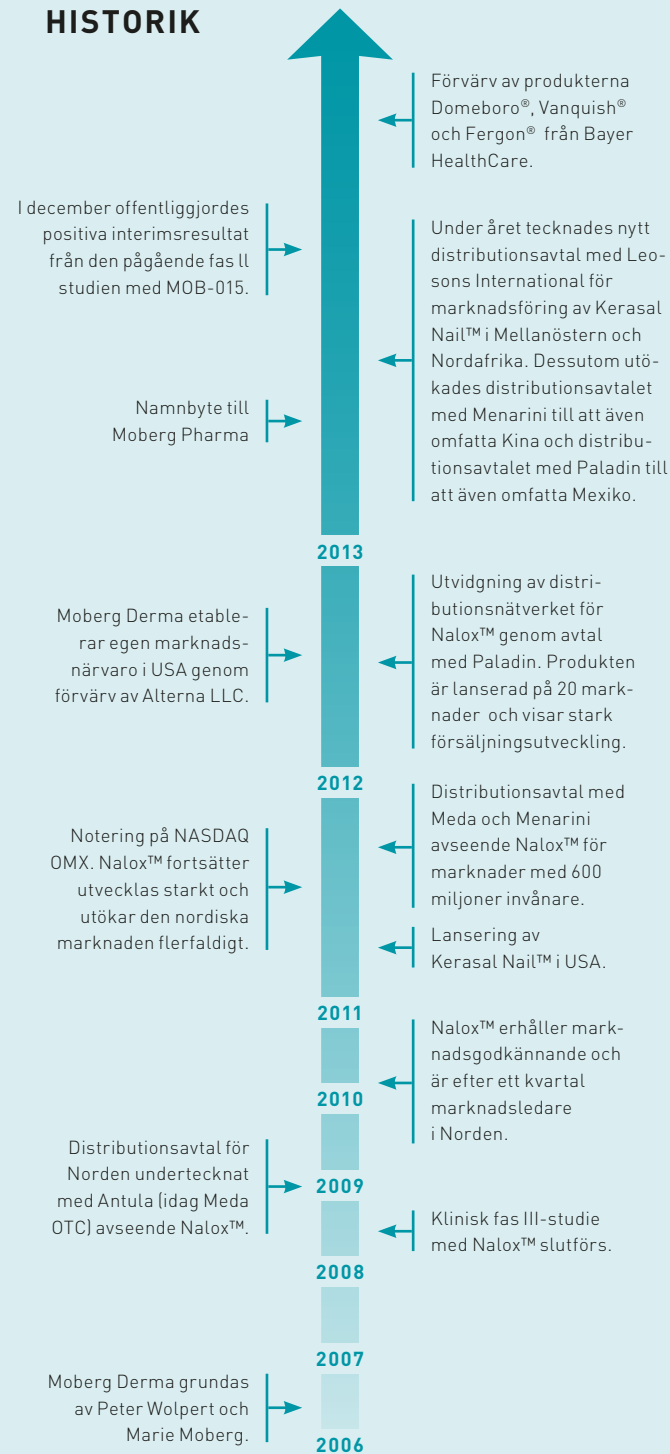 HISTORIK
Förvärv av produkterna
Domeboro®, Vanquish®
och Fergon® från Bayer
HealthCare.
I december offentliggjordes
positiva interimsresultat
från den pågående fas ll
studien med MOB-015.
Under året tecknades nytt
distributionsavtal med Leo-
sons International för
marknadsföring av Kerasal
Nail™ i Mellanöstern och
Nordafrika. Dessutom utö-
kades distributionsavtalet
med Menarini till att även
omfatta Kina och distribu-
tionsavtalet med Paladin till
att även omfatta Mexiko.
Namnbyte till
Moberg Pharma
2013
Utvidgning av distri-
butionsnätverket för
Nalox™ genom avtal
med Paladin. Produkten
är lanserad på 20 mark-
nader och visar stark
försäljningsutveckling.
Moberg Derma etable-
rar egen marknads-
närvaro i USA genom
förvärv av Alterna LLC.
2012
Distributionsavtal med
Meda och Menarini
avseende Nalox™ för
marknader med 600
miljoner invånare.
Notering på NASDAQ
OMX. Nalox™ fortsätter
utvecklas starkt och
utökar den nordiska
marknaden flerfaldigt.
Lansering av
Kerasal Nail™ i USA.
2011
Nalox™ erhåller mark-
nadsgodkännande och
är efter ett kvartal
marknadsledare
i Norden.
2010
Distributionsavtal för
Norden undertecknat
med Antula (idag Meda
OTC) avseende Nalox™.
2009
Klinisk fas III-studie
med Nalox™ slutförs.
2008
2007
Moberg Derma grundas
av Peter Wolpert och
Marie Moberg.
2006